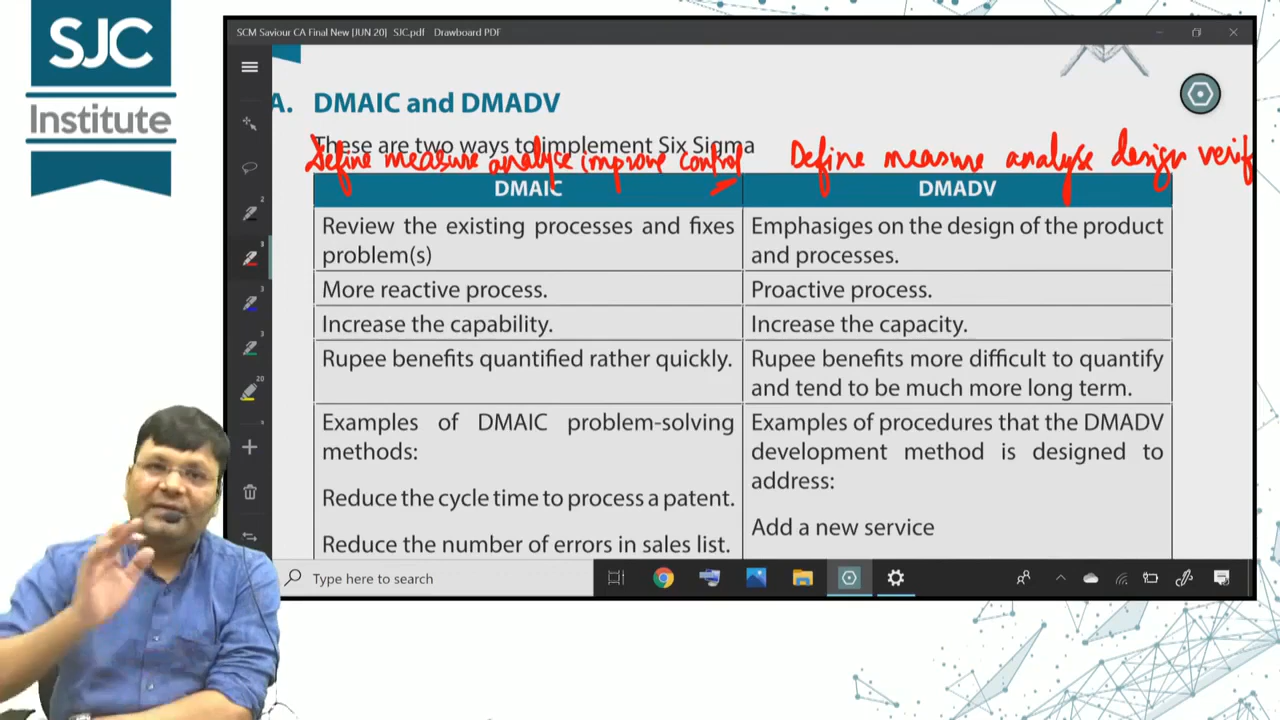 SJC
Institute
SCM Saviour CA Final New [JUN 20] SJC.pdf Drawboard PDF
A. DMAIC and DMADV
These are two ways to implement Six Sigma
Define measure analyse improve control
Define measure analyse design verif
DMAIC
DMADV
Review the existing processes and fixes
problem(s)
Emphasiges on the design of the product
and processes.
More reactive process.
Proactive process.
Increase the capability.
Increase the capacity.
Rupee benefits quantified rather quickly.
Rupee benefits more difficult to quantify
and tend to be much more long term.
Examples of DMAIC problem-solving
methods:
Reduce the cycle time to process a patent.
Reduce the number of errors in sales list.
Examples of procedures that the DMADV
development method is designed to
address:
Add a new service
2
3
3
3
20
Type here to search